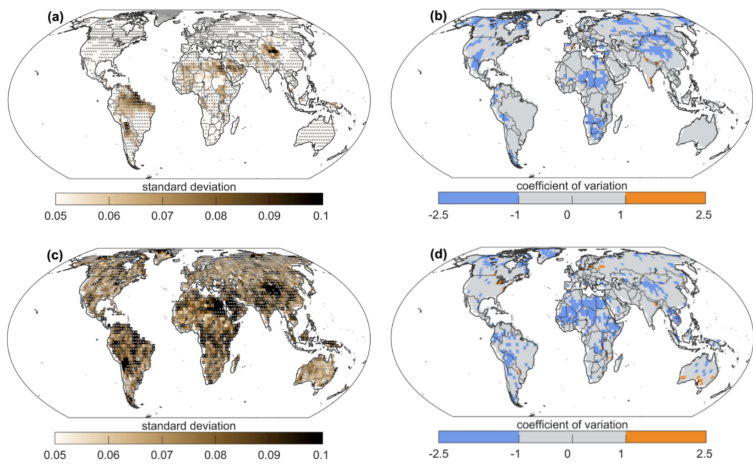 (a)
(b)
standard deviation
0.05 0.06 0.07 0.08 0.09 0.1
coefficient of variation
-2.5 -1 0 1 2.5
(c)
(d)
standard deviation
0.05 0.06 0.07 0.08 0.09 0.1
coefficient of variation
-2.5 -1 0 1 2.5